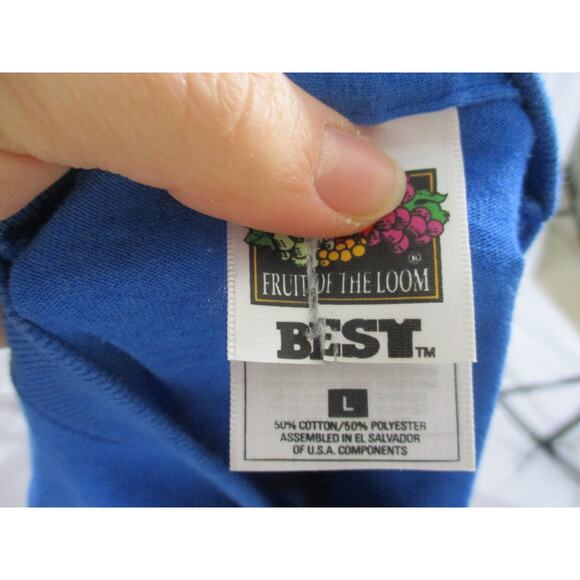 ®
FRUIT OF THE LOOM
BEST™
L
50% COTTON/50% POLYESTER
ASSEMBLED IN EL SALVADOR
OF U.S.A. COMPONENTS